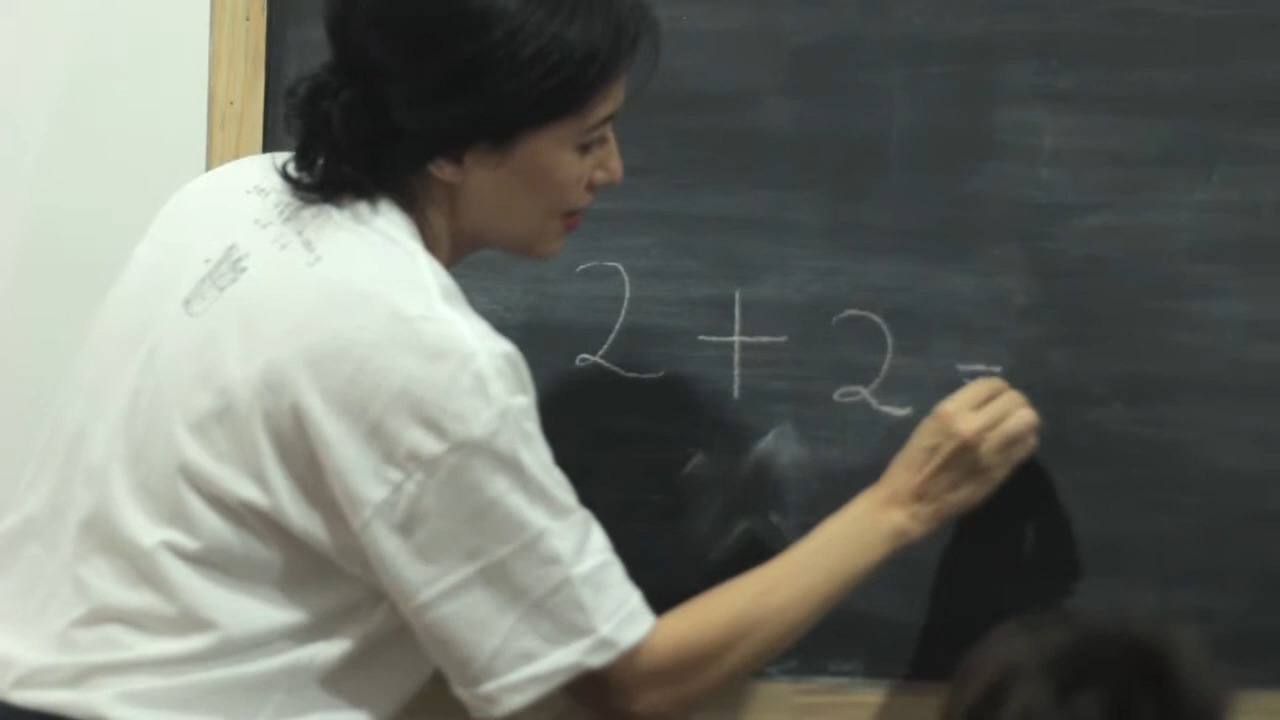 2 + 2 =